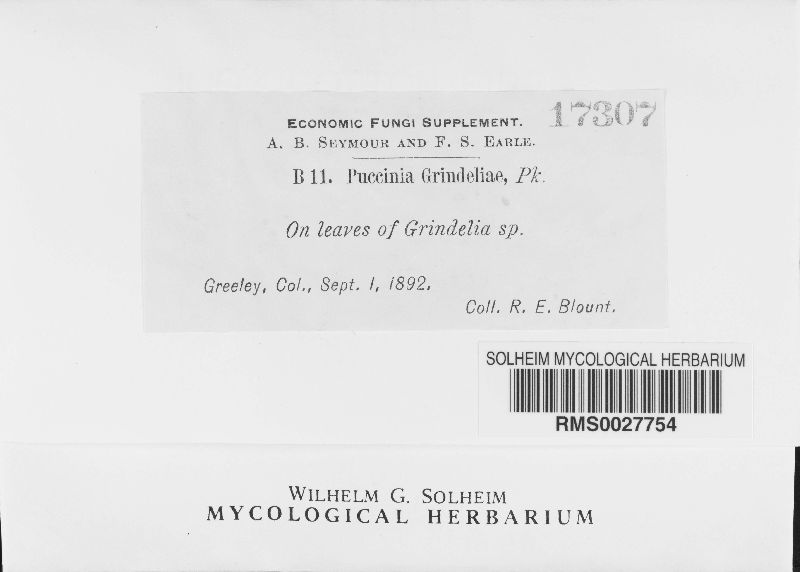 17307
ECONOMIC FUNGI SUPPLEMENT.
A. B. SEYMOUR AND F. S. EARLE.
B 11. Puccinia Grindeliae, Pk.
On leaves of Grindelia sp.
Greeley, Col., Sept. 1, 1892.
Coll. R. E. Blount.
SOLHEIM MYCOLOGICAL HERBARIUM
RMS0027754
WILHELM G. SOLHEIM
MYCOLOGICAL HERBARIUM